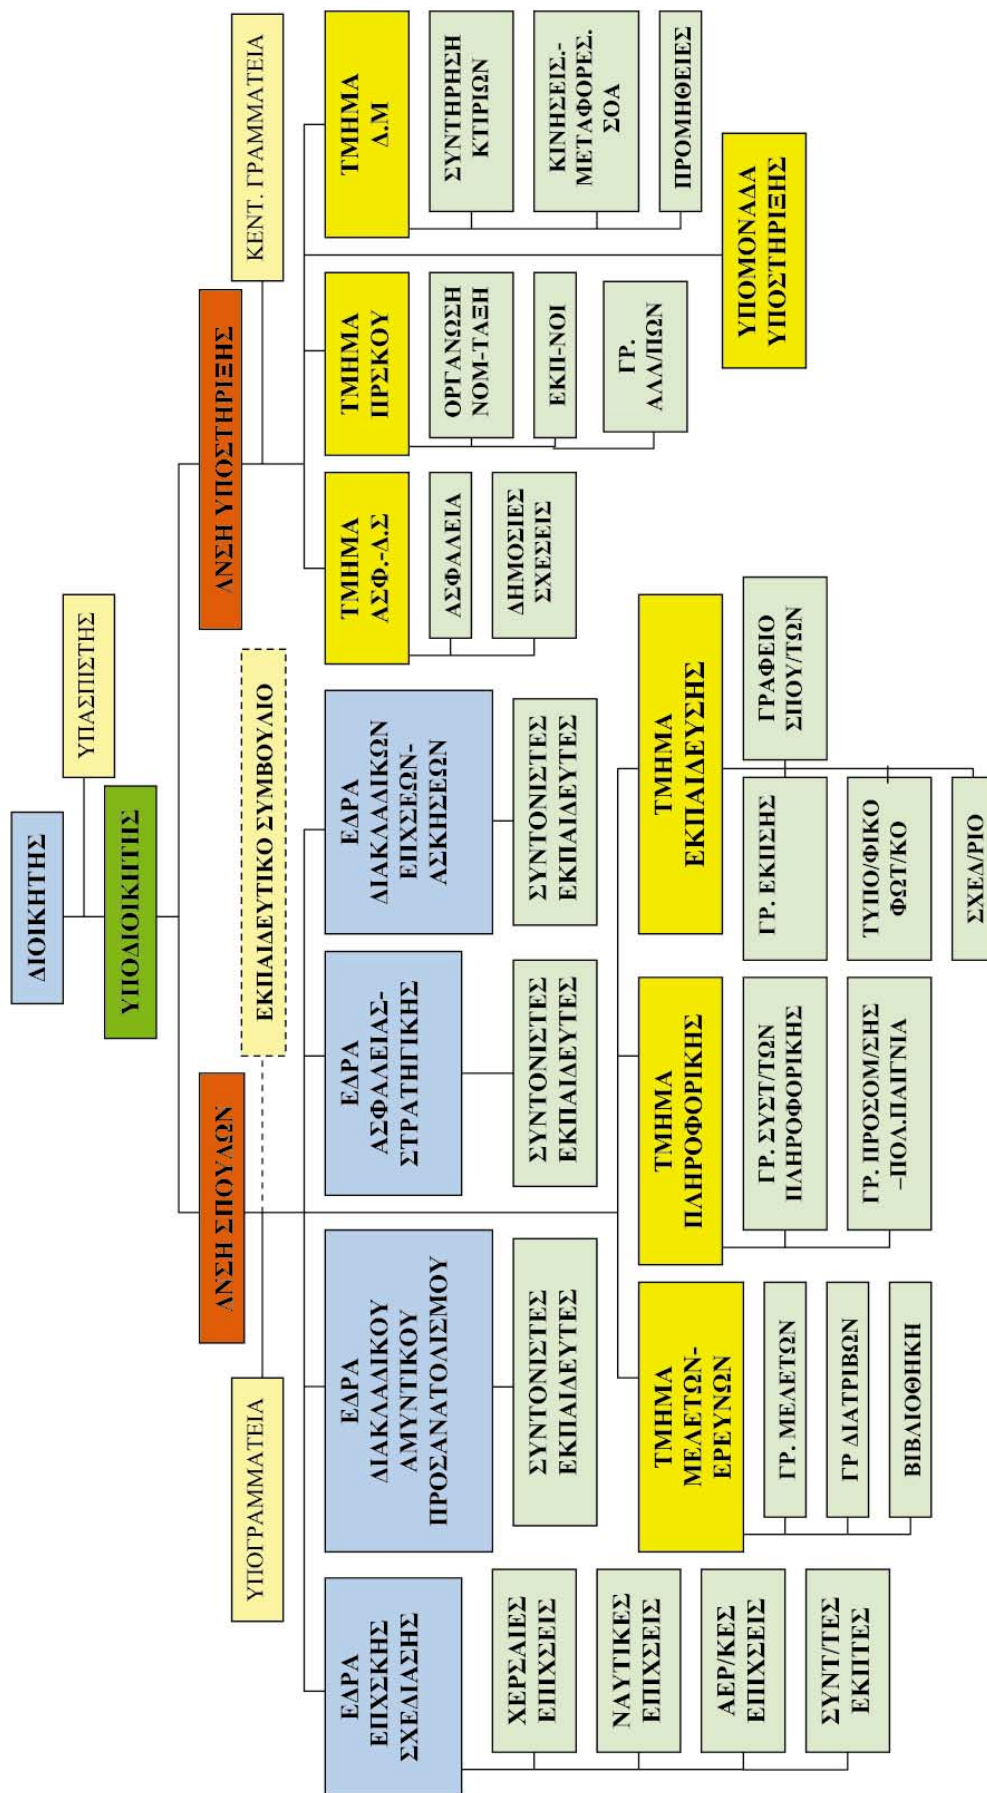 ΔΙΟΙΚΗΤΗΣ
ΥΠΑΣΠΙΣΤΗΣ
ΥΠΟΔΙΟΙΚΙΤΗΣ
ΔΝΣΗ ΣΠΟΥΔΩΝ
ΔΝΣΗ ΥΠΟΣΤΗΡΙΞΗΣ
ΥΠΟΓΡΑΜΜΑΤΕΙΑ
ΕΚΠΑΙΔΕΥΤΙΚΟ ΣΥΜΒΟΥΛΙΟ
ΚΕΝΤ. ΓΡΑΜΜΑΤΕΙΑ
ΕΔΡΑ
ΕΠΧΣΚΗΣ
ΣΧΕΔΙΑΣΗΣ
ΧΕΡΣΑΙΕΣ
ΕΠΙΧΣΕΙΣ
ΝΑΥΤΙΚΕΣ
ΕΠΙΧΣΕΙΣ
ΑΕΡ/ΚΕΣ
ΕΠΙΧΣΕΙΣ
ΣΥΝΤ/ΤΕΣ
ΕΚΠΤΕΣ
ΕΔΡΑ
ΔΙΑΚΛΑΔΙΚΟΥ
ΑΜΥΝΤΙΚΟΥ
ΠΡΟΣΑΝΑΤΟΛΙΣΜΟΥ
ΣΥΝΤΟΝΙΣΤΕΣ
ΕΚΠΑΙΔΕΥΤΕΣ
ΕΔΡΑ
ΑΣΦΑΛΕΙΑΣ-
ΣΤΡΑΤΗΓΙΚΗΣ
ΣΥΝΤΟΝΙΣΤΕΣ
ΕΚΠΑΙΔΕΥΤΕΣ
ΕΔΡΑ
ΔΙΑΚΛΑΔΙΚΩΝ
ΕΠΙΧΣΕΩΝ-
ΑΣΚΗΣΕΩΝ
ΣΥΝΤΟΝΙΣΤΕΣ
ΕΚΠΑΙΔΕΥΤΕΣ
ΤΜΗΜΑ
ΑΣΦ.-Δ.Σ
ΑΣΦΑΛΕΙΑ
ΔΗΜΟΣΙΕΣ
ΣΧΕΣΕΙΣ
ΤΜΗΜΑ
ΠΡΣΚΟΥ
ΟΡΓΑΝΩΣΗ
ΝΟΜ-ΤΑΞΗ
ΕΚΠ-ΝΟΙ
ΓΡ.
ΑΛΛ/ΠΩΝ
ΤΜΗΜΑ
Δ.Μ
ΣΥΝΤΗΡΗΣΗ
ΚΤΙΡΙΩΝ
ΚΙΝΗΣΕΙΣ.-
ΜΕΤΑΦΟΡΕΣ.
ΣΟΑ
ΠΡΟΜΗΘΕΙΕΣ
ΥΠΟΜΟΝΑΔΑ
ΥΠΟΣΤΗΡΙΞΗΣ
ΤΜΗΜΑ
ΜΕΛΕΤΩΝ-
ΕΡΕΥΝΩΝ
ΓΡ. ΜΕΛΕΤΩΝ
ΓΡ ΔΙΑΤΡΙΒΩΝ
ΒΙΒΛΙΟΘΗΚΗ
ΤΜΗΜΑ
ΠΛΗΡΟΦΟΡΙΚΗΣ
ΓΡ. ΣΥΣΤ/ΤΩΝ
ΠΛΗΡΟΦΟΡΙΚΗΣ
ΓΡ. ΠΡΟΣΟΜ/ΣΗΣ
–ΠΟΛ.ΠΑΙΓΝΙΑ
ΤΜΗΜΑ
ΕΚΠΑΙΔΕΥΣΗΣ
ΓΡ. ΕΚΠΣΗΣ
ΓΡΑΦΕΙΟ
ΣΠΟΥ/ΤΩΝ
ΤΥΠΟ/ΦΙΚΟ
ΦΩΤ/ΚΟ
ΣΧΕΔ/ΡΙΟ